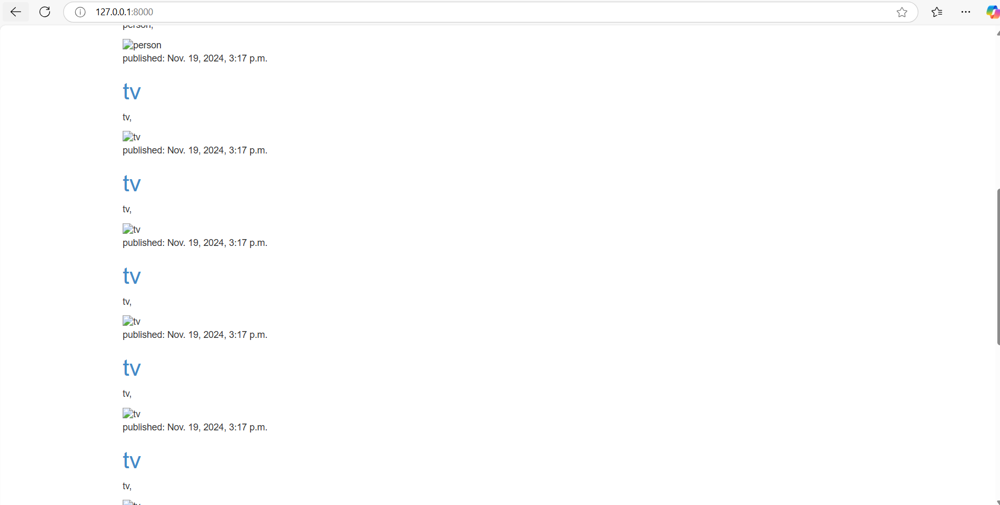 127.0.0.1:8000
person,
person
published: Nov. 19, 2024, 3:17 p.m.
tv
tv,
tv
published: Nov. 19, 2024, 3:17 p.m.
tv
tv,
tv
published: Nov. 19, 2024, 3:17 p.m.
tv
tv,
tv
published: Nov. 19, 2024, 3:17 p.m.
tv
tv,
tv
published: Nov. 19, 2024, 3:17 p.m.
tv
tv,
tv